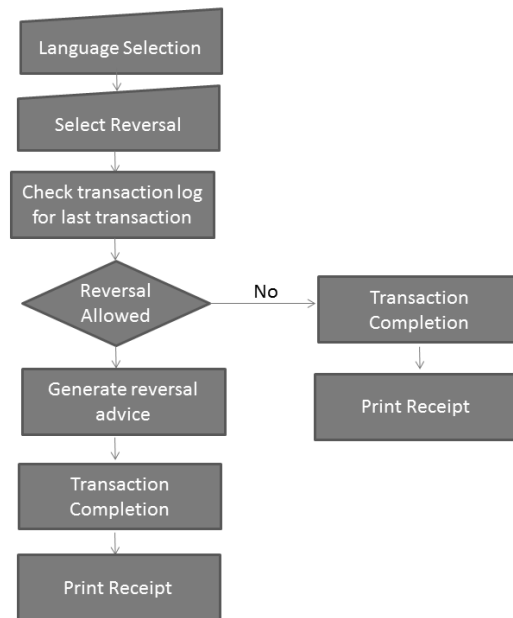 Language Selection
Select Reversal
Check transaction log
for last transaction
Reversal
Allowed
No
Transaction
Completion
Print Receipt
Generate reversal
advice
Transaction
Completion
Print Receipt